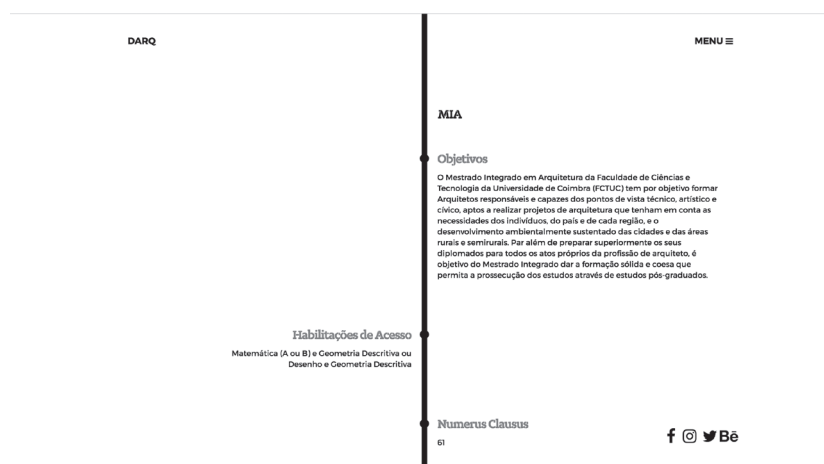 DARQ
MENU
MIA
Objetivos
O Mestrado Integrado em Arquitetura da Faculdade de Ciências e
Tecnologia da Universidade de Coimbra (FCTUC) tem por objetivo formar
Arquitetos responsáveis e capazes dos pontos de vista técnico, artístico e
cívico, aptos a realizar projetos de arquitetura que tenham em conta as
necessidades dos indivíduos, do país e de cada região, e o
desenvolvimento ambientalmente sustentado das cidades e das áreas
rurais e semirurais. Par além de preparar superiormente os seus
diplomados para todos os atos próprios da profissão de arquiteto, é
objetivo do Mestrado Integrado dar a formação sólida e coesa que
permita a prossecução dos estudos através de estudos pós-graduados.
Habilitações de Acesso
Matemática (A ou B) e Geometria Descritiva ou
Desenho e Geometria Descritiva
Numerus Clausus
61
Bē